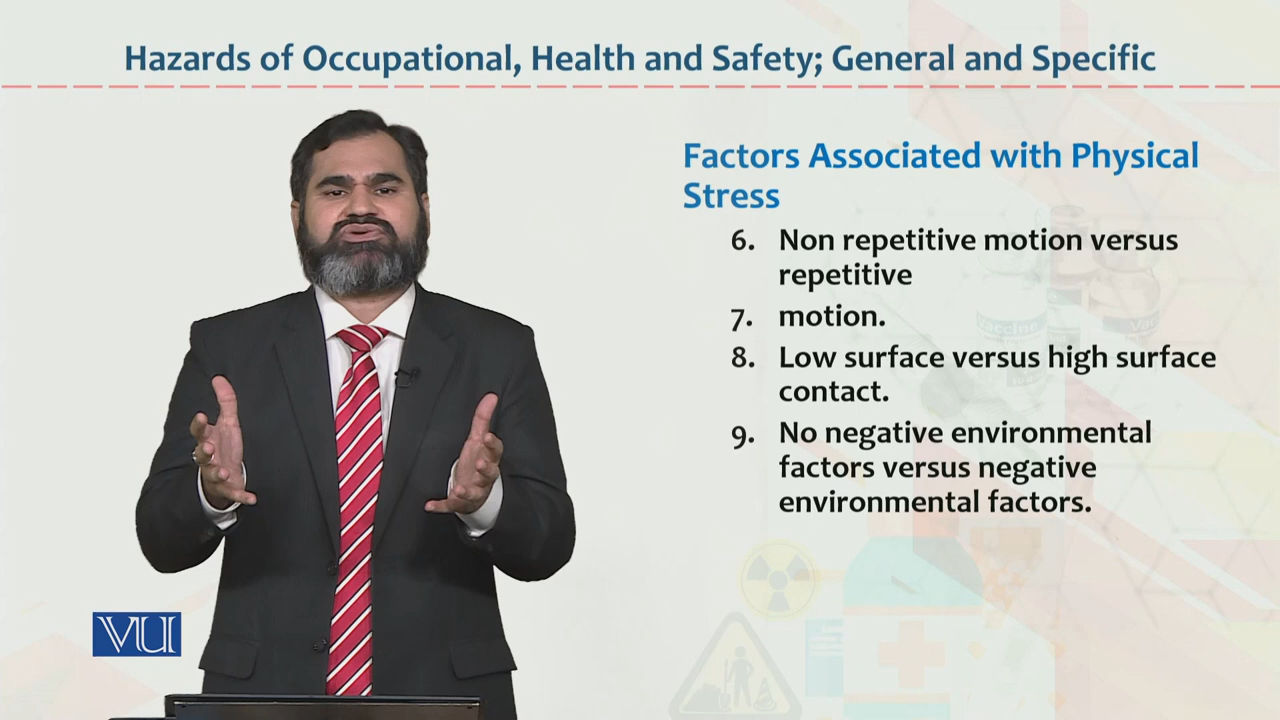 Hazards of Occupational, Health and Safety; General and Specific
Factors Associated with Physical
Stress
6. Non repetitive motion versus
repetitive
7. motion.
8. Low surface versus high surface
contact.
9. No negative environmental
factors versus negative
environmental factors.
Vaccine
VU